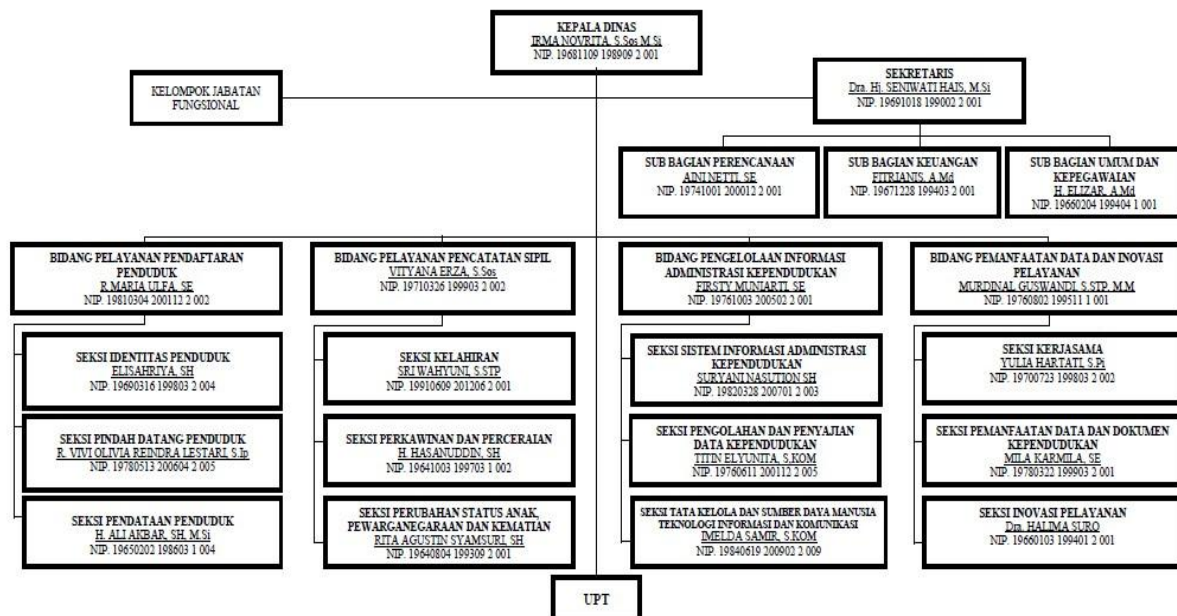 KEPALA DINAS
IRMA NOVRITA, S.Sos M.Si
NIP. 19681109 198909 2 001
KELOMPOK JABATAN
FUNGSIONAL
SEKRETARIS
Dra. Hj. SENIWATI HAIS, M.Si
NIP. 19691018 199002 2 001
SUB BAGIAN PERENCANAAN
AINI NETTI, SE
NIP. 19741001 200012 2 001
SUB BAGIAN KEUANGAN
FITRIANIS, A.Md
NIP. 19671228 199403 2 001
SUB BAGIAN UMUM DAN
KEPEGAWAIAN
H. ELIZAR, A.Md
NIP. 19660204 199404 1 001
BIDANG PELAYANAN PENDAFTARAN
PENDUDUK
R.MARIA ULFA, SE
NIP. 19810304 200112 2 002
BIDANG PELAYANAN PENCATATAN SIPIL
VITYANA ERZA, S.Sos
NIP. 19710326 199903 2 002
BIDANG PENGELOLAAN INFORMASI
ADMINISTRASI KEPENDUDUKAN
FIRSTY MUNIARTI, SE
NIP. 19761003 200502 2 001
BIDANG PEMANFAATAN DATA DAN INOVASI
PELAYANAN
MURDINAL GUSWANDI, S.STP, M.M
NIP. 19760802 199511 1 001
SEKSI IDENTITAS PENDUDUK
ELISAHRIYA, SH
NIP. 19690316 199803 2 004
SEKSI KELAHIRAN
SRI WAHYUNI, S.STP
NIP. 19910609 201206 2 001
SEKSI SISTEM INFORMASI ADMINISTRASI
KEPENDUDUKAN
SURYANI NASUTION SH
NIP. 19820328 200701 2 003
SEKSI KERJASAMA
YULIA HARTATI, S.Pi
NIP. 19700723 199803 2 002
SEKSI PINDAH DATANG PENDUDUK
R. VIVI OLIVIA REINDRA LESTARI, S.Ip
NIP. 19780513 200604 2 005
SEKSI PERKAWINAN DAN PERCERAIAN
H. HASANUDDIN, SH
NIP. 19641003 199703 1 002
SEKSI PENGOLAHAN DAN PENYAJIAN
DATA KEPENDUDUKAN
TITIN ELYUNITA, S.KOM
NIP. 19760611 200112 2 005
SEKSI PEMANFAATAN DATA DAN DOKUMEN
KEPENDUDUKAN
MILA KARMILA, SE
NIP. 19780322 199903 2 001
SEKSI PENDATAAN PENDUDUK
H. ALI AKBAR, SH, M.Si
NIP. 19650202 198603 1 004
SEKSI PERUBAHAN STATUS ANAK,
PEWARGANEGARAAN DAN KEMATIAN
RITA AGUSTIN SYAMSURI, SH
NIP. 19640804 199309 2 001
SEKSI TATA KELOLA DAN SUMBER DAYA MANUSIA
TEKNOLOGI INFORMASI DAN KOMUNIKASI
IMELDA SAMIR, S.KOM
NIP. 19840619 200902 2 009
SEKSI INOVASI PELAYANAN
Dra. HALIMA SURO
NIP. 19660103 199401 2 001
UPT